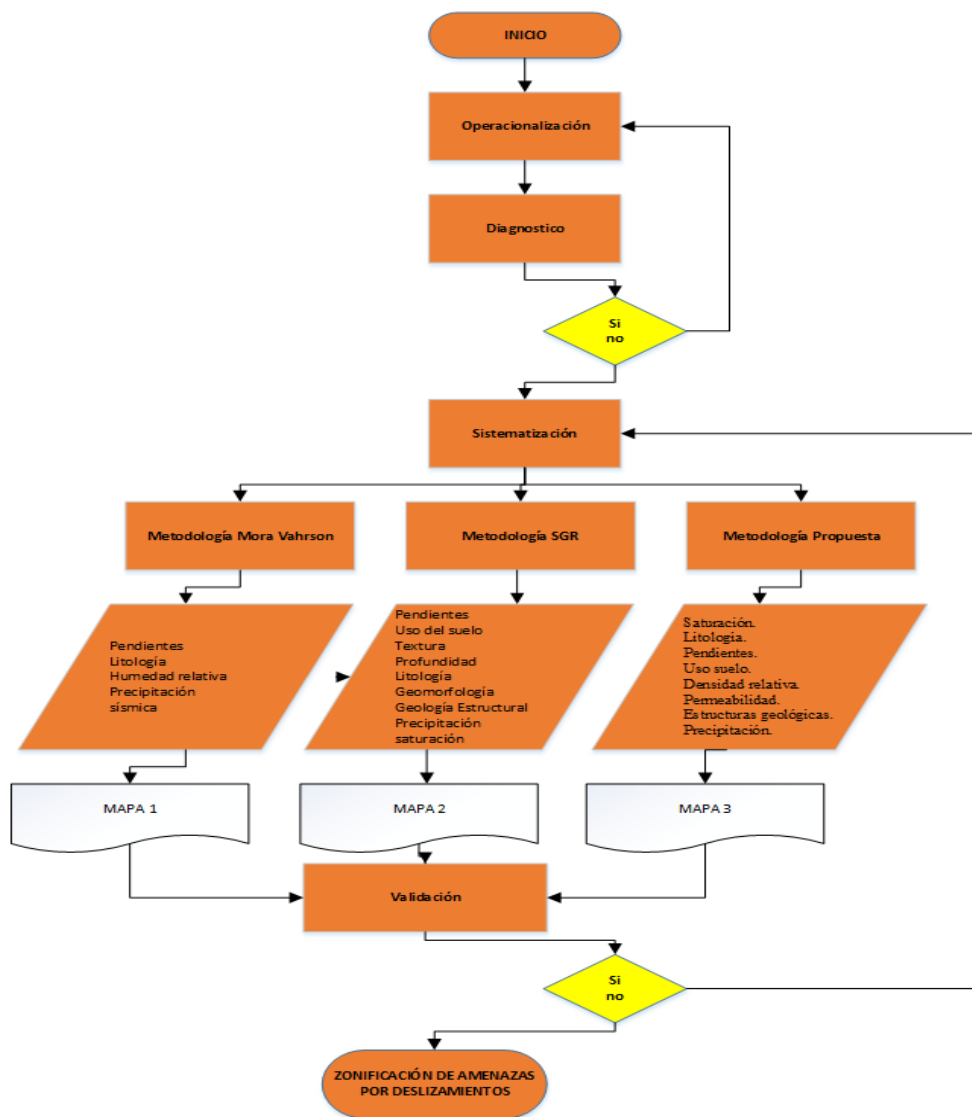 INICIO
Operacionalización
Diagnostico
Si
no
Sistematización
Metodología Mora Vahrson
Metodología SGR
Metodología Propuesta
Pendientes
Litología
Humedad relativa
Precipitación
sísmica
Pendientes
Uso del suelo
Textura
Profundidad
Litología
Geomorfología
Geología Estructural
Precipitación
saturación
Saturación.
Litología.
Pendientes.
Uso suelo.
Densidad relativa.
Permeabilidad.
Estructuras geológicas.
Precipitación.
MAPA 1
MAPA 2
MAPA 3
Validación
Si
no
ZONIFICACIÓN DE AMENAZAS
POR DESLIZAMIENTOS